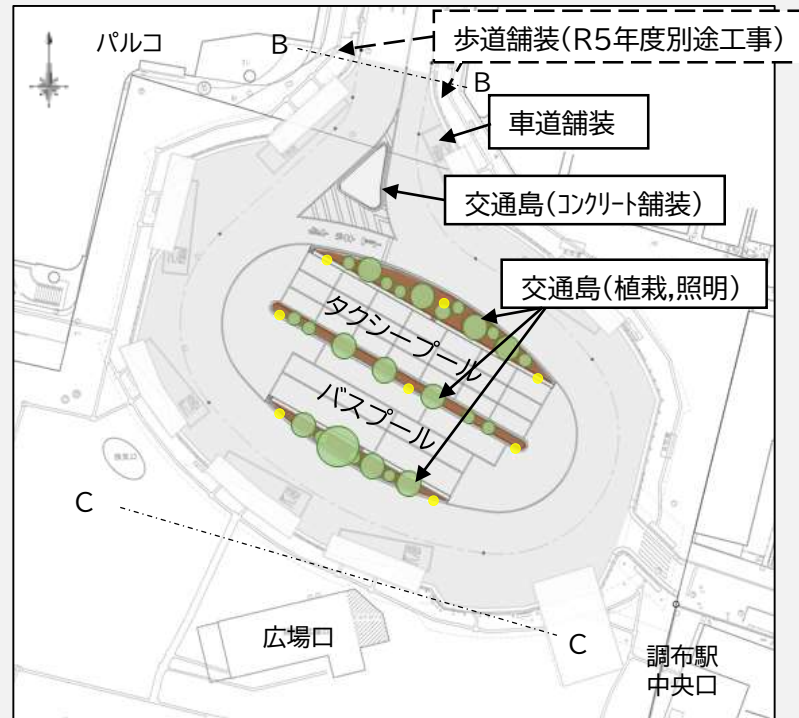 パルコ
B
歩道舗装(R5年度別途工事)
B
車道舗装
交通島(コンクリート舗装)
交通島(植栽,照明)
タクシープール
バスプール
C
広場口
C
調布駅
中央口